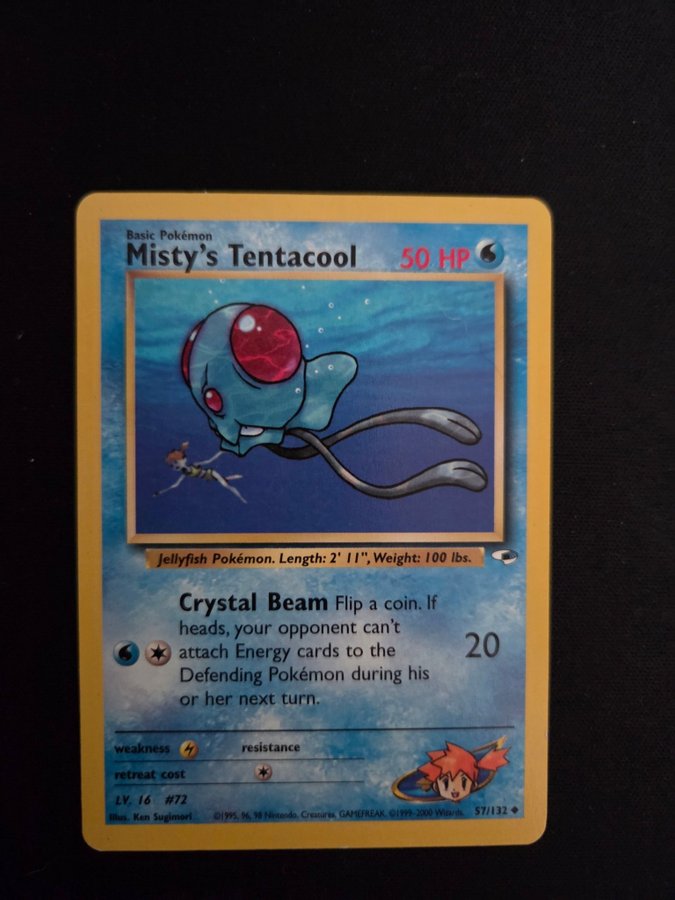 Basic Pokémon
Misty's Tentacool 50 HP
Jellyfish Pokémon. Length: 2' 11", Weight: 100 lbs.
Crystal Beam Flip a coin. If
heads, your opponent can't
attach Energy cards to the
Defending Pokémon during his
or her next turn.
20
weakness resistance
retreat cost
LV. 16 #72
Illus. Ken Sugimori ©1995, 96, 98 Nintendo, Creatures, GAMEFREAK. ©1999-2000 Wizards. 57/132